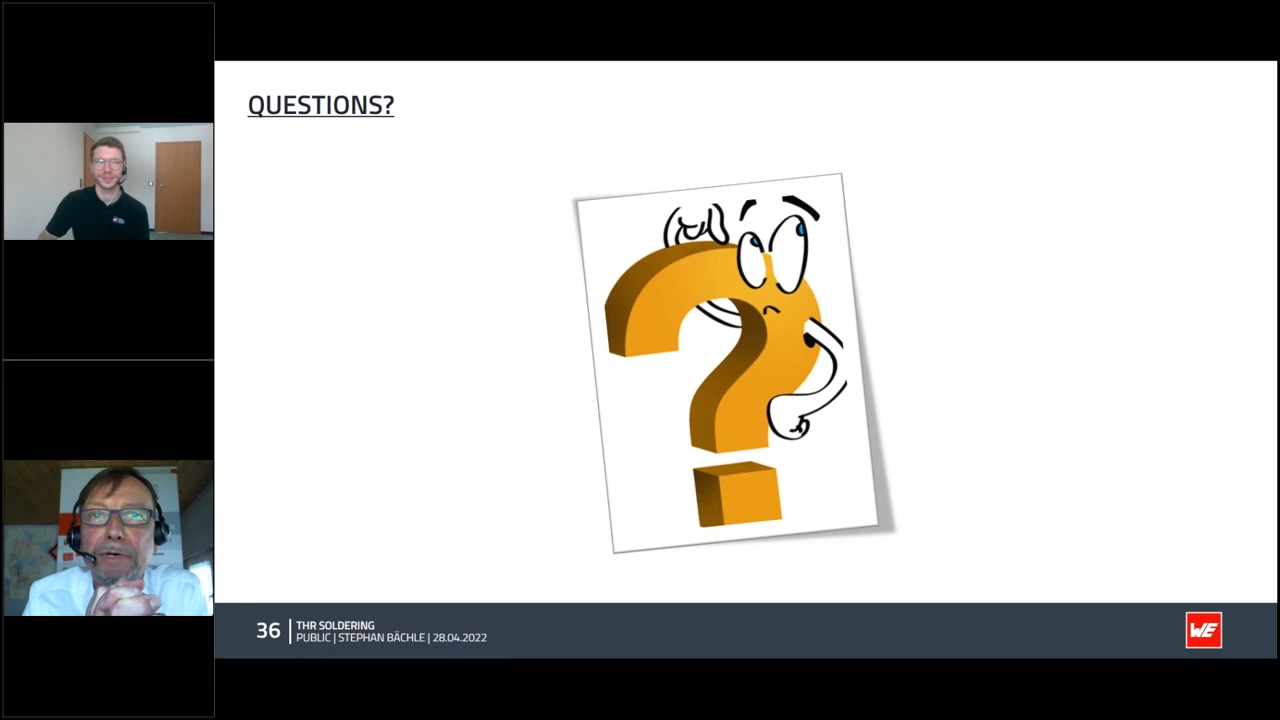 QUESTIONS?
36
THR SOLDERING
PUBLIC | STEPHAN BÄCHLE | 28.04.2022
WE